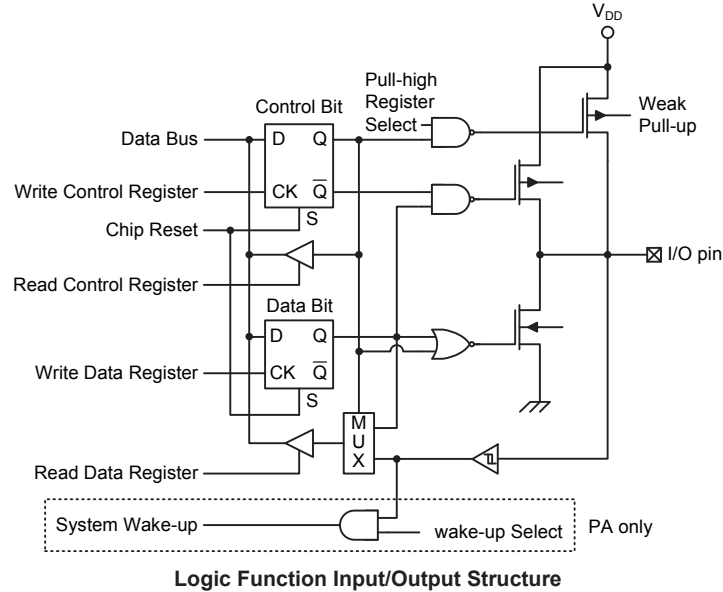 VDD
Pull-high
Register
Select
Weak
Pull-up
Control Bit
Data Bus
D Q
Write Control Register
CK Q
S
Chip Reset
I/O pin
Read Control Register
Data Bit
D Q
Write Data Register
CK Q
S
M
U
X
Read Data Register
System Wake-up
wake-up Select
PA only
Logic Function Input/Output Structure